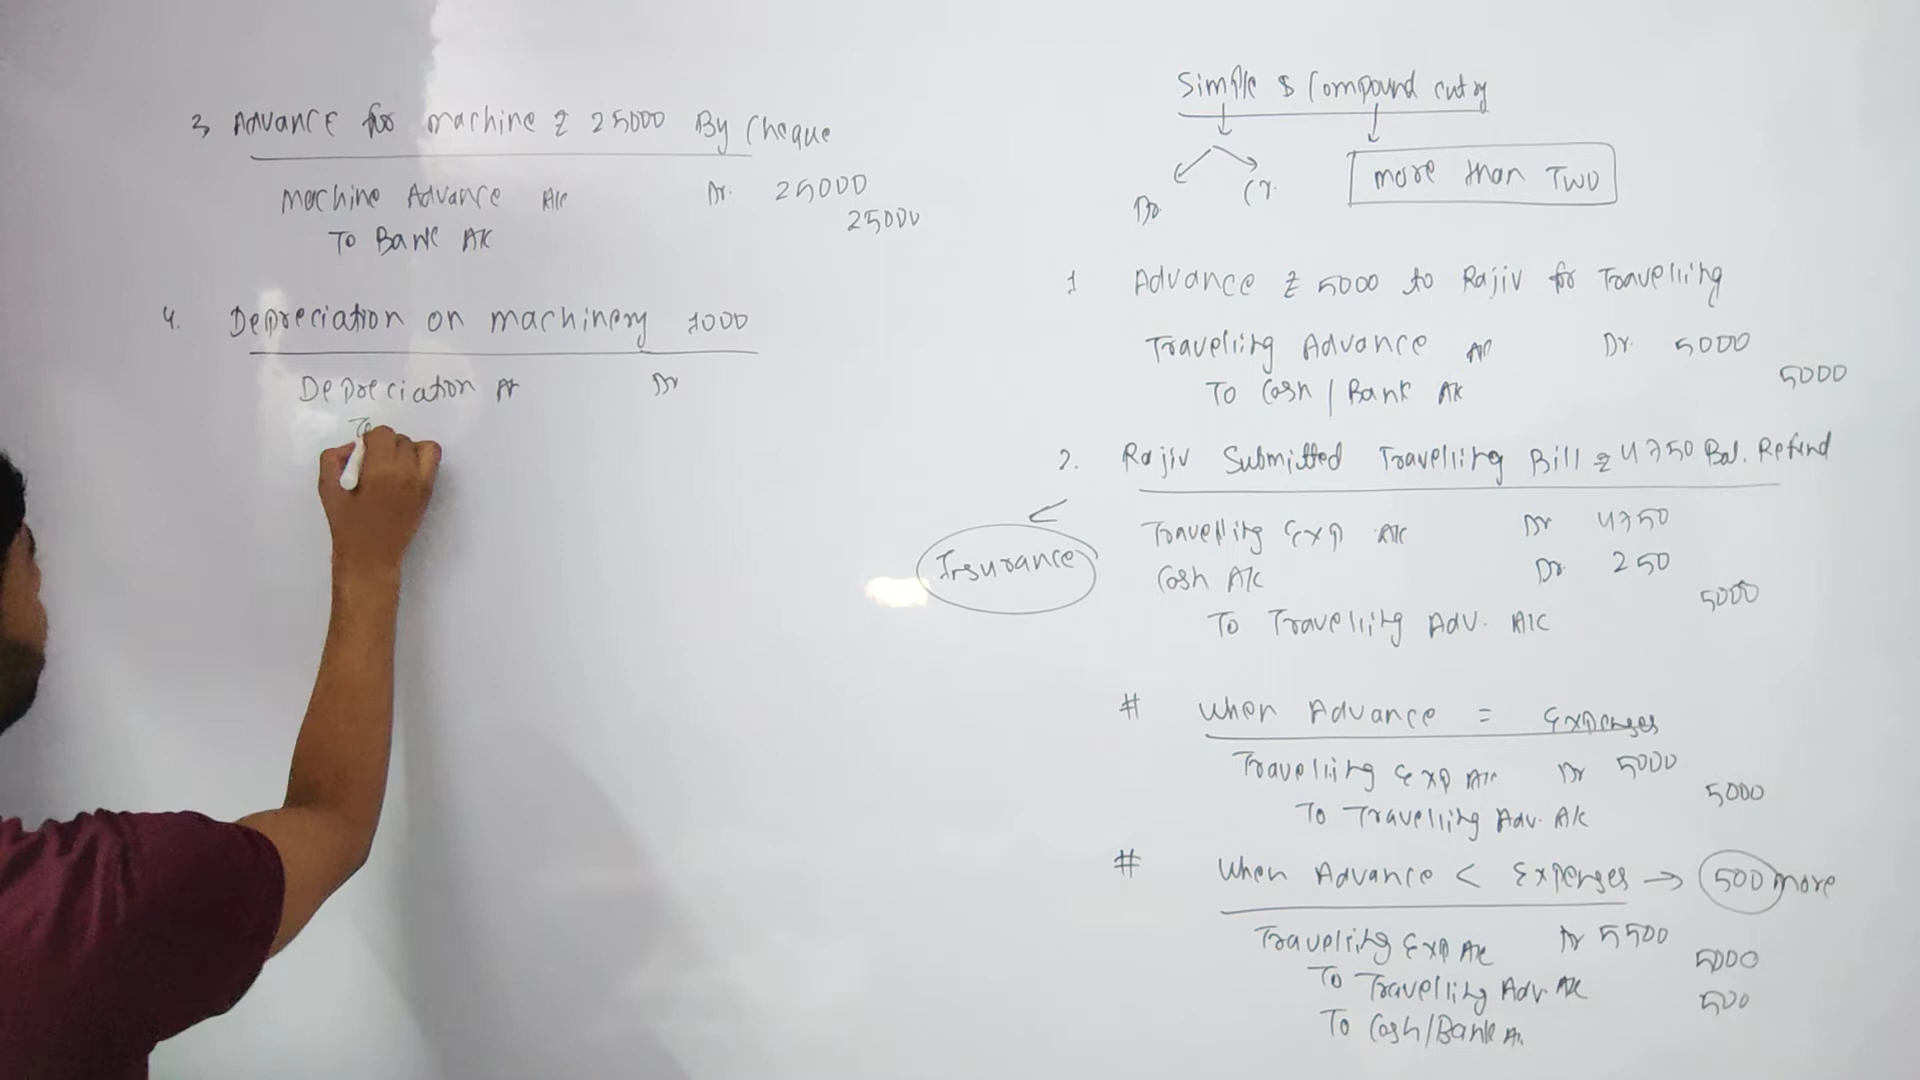 3 Advance for machine ₹ 25000 By Cheque
Machine Advance A/c Dr. 25000
25000
To Bank A/c
4. Depreciation on machinery 1000
Depreciation A/c Dr
To
Simple & Compound entry
Dr. Cr.
more than Two
1 Advance ₹ 5000 to Rajiv for Travelling
Travelling Advance A/c Dr. 5000
To Cash / Bank A/c 5000
2. Rajiv Submitted Travelling Bill ₹ 4750 Bal. Refund
<
Insurance
Travelling Exp A/c Dr 4750
Cash A/c Dr. 250
To Travelling Adv. A/c 5000
# When Advance = Expenses
Travelling Exp A/c Dr 5000
To Travelling Adv. A/c 5000
# When Advance < Expenses → 500 more
Travelling Exp A/c Dr 5500
To Travelling Adv. A/c 5000
To Cash/Bank A/c 500